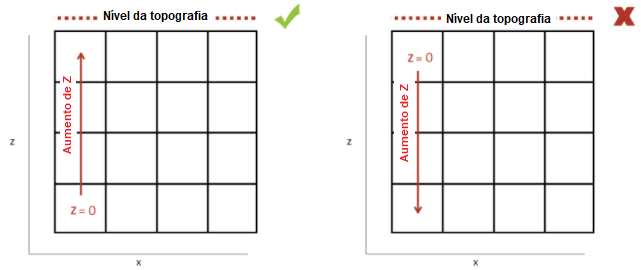 Nível da topografia
Aumento de Z
Z = 0
z
x
Nível da topografia
Z = 0
Aumento de Z
z
x